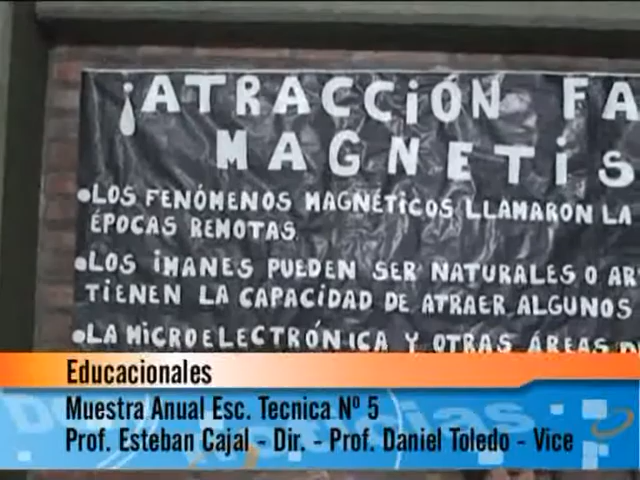 ¡ATRACCIÓN FA
MAGNETIS
•LOS FENÓMENOS MAGNÉTICOS LLAMARON LA
ÉPOCAS REMOTAS.
•LOS IMANES PUEDEN SER NATURALES O AR
TIENEN LA CAPACIDAD DE ATRAER ALGUNOS
•LA MICROELECTRÓNICA Y OTRAS ÁREAS D
Educacionales
Muestra Anual Esc. Tecnica Nº 5
Prof. Esteban Cajal - Dir. - Prof. Daniel Toledo - Vice